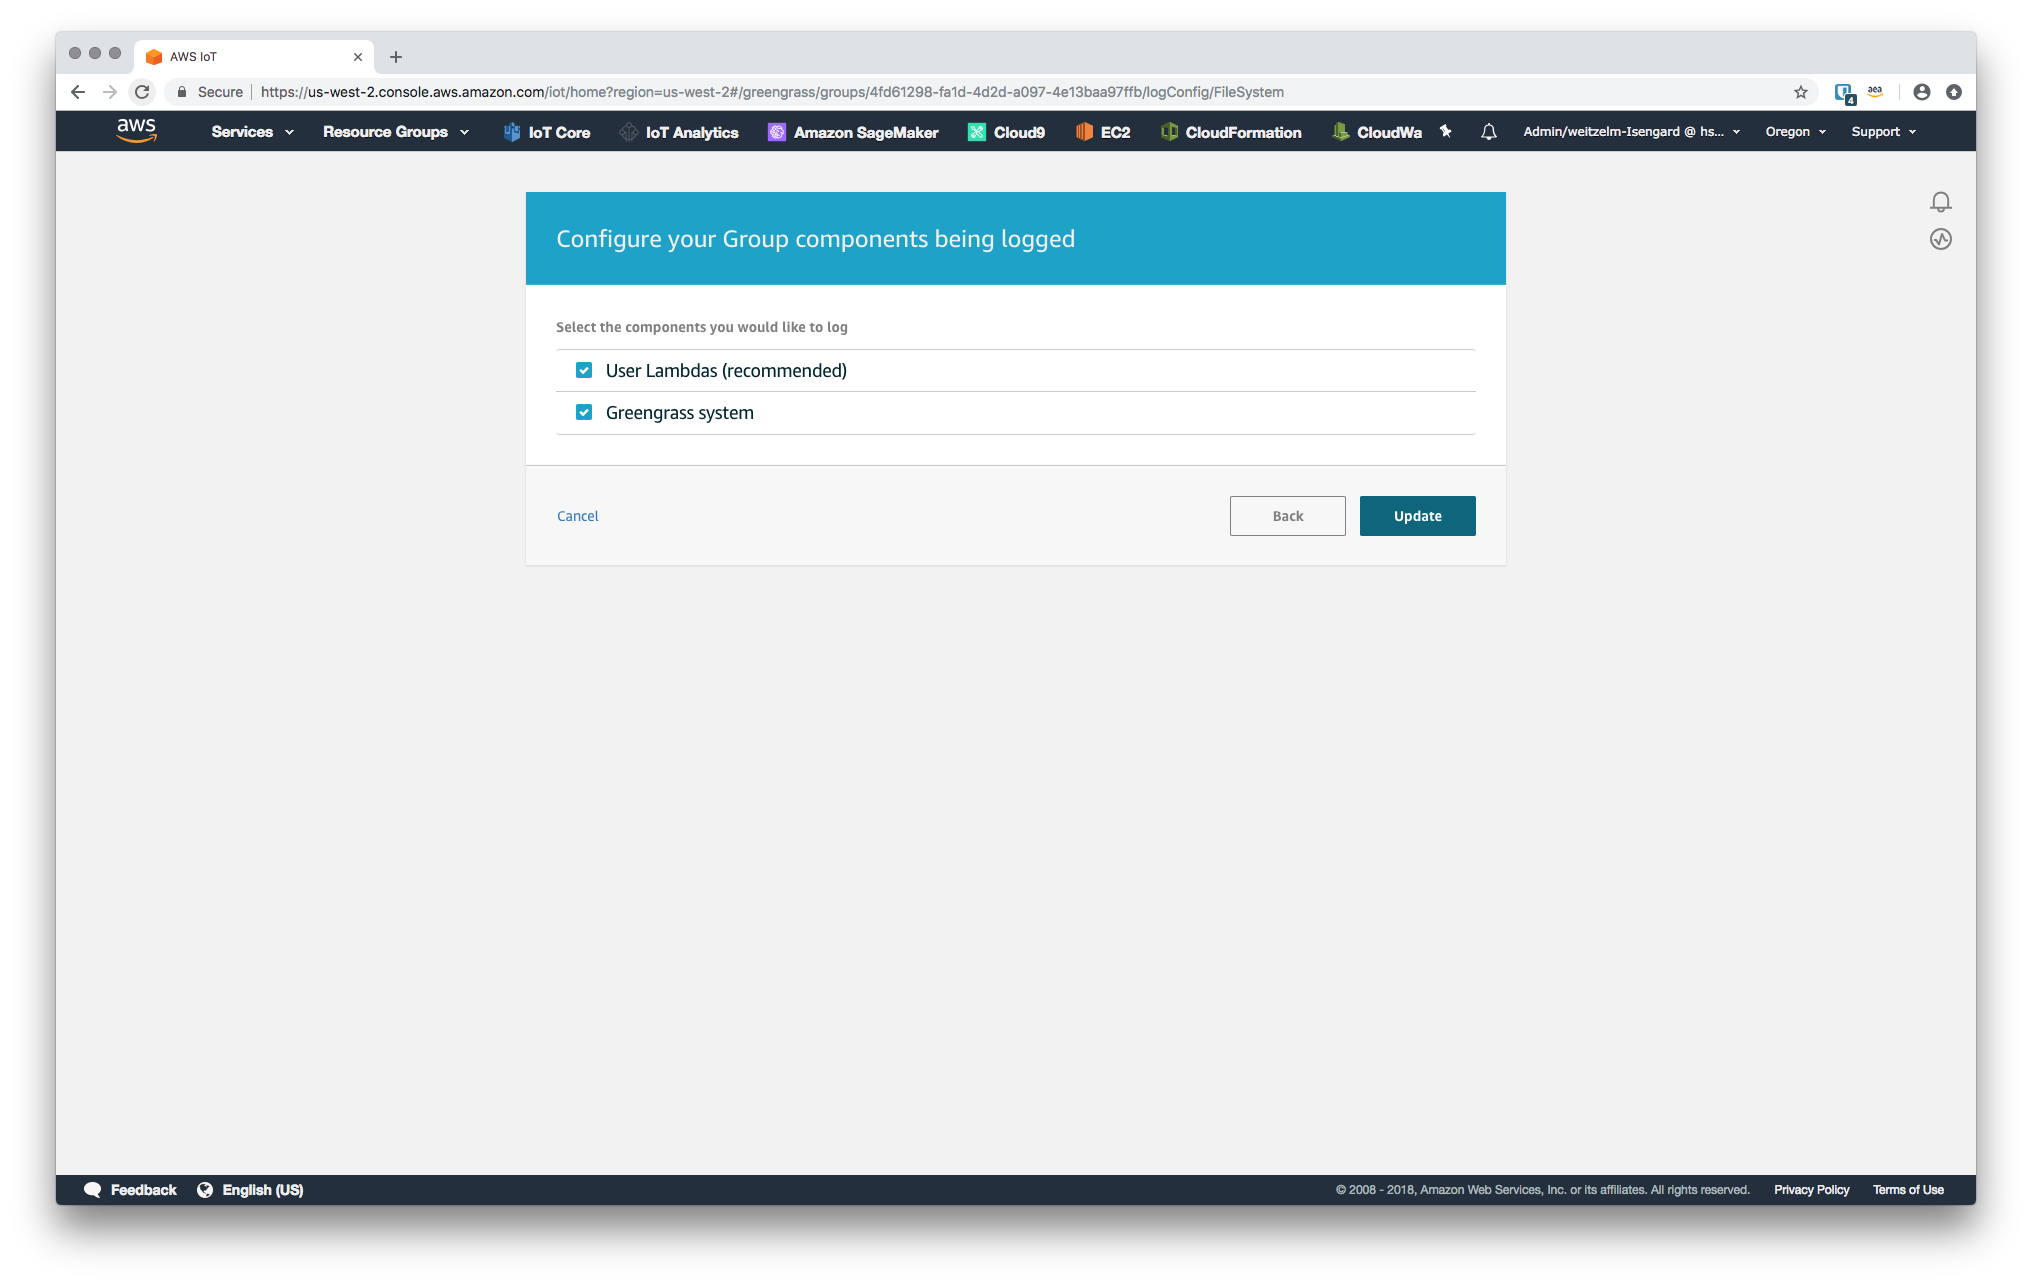 AWS IoT
Secure https://us-west-2.console.aws.amazon.com/iot/home?region=us-west-2#/greengrass/groups/4fd61298-fa1d-4d2d-a097-4e13baa97ffb/logConfig/FileSystem 4 aea
aws Services Resource Groups IoT Core IoT Analytics Amazon SageMaker Cloud9 EC2 CloudFormation CloudWa Admin/weitzelm-Isengard @ hs... Oregon Support
Configure your Group components being logged
Select the components you would like to log
User Lambdas (recommended)
Greengrass system
Cancel Back Update
Feedback English (US) © 2008 - 2018, Amazon Web Services, Inc. or its affiliates. All rights reserved. Privacy Policy Terms of Use